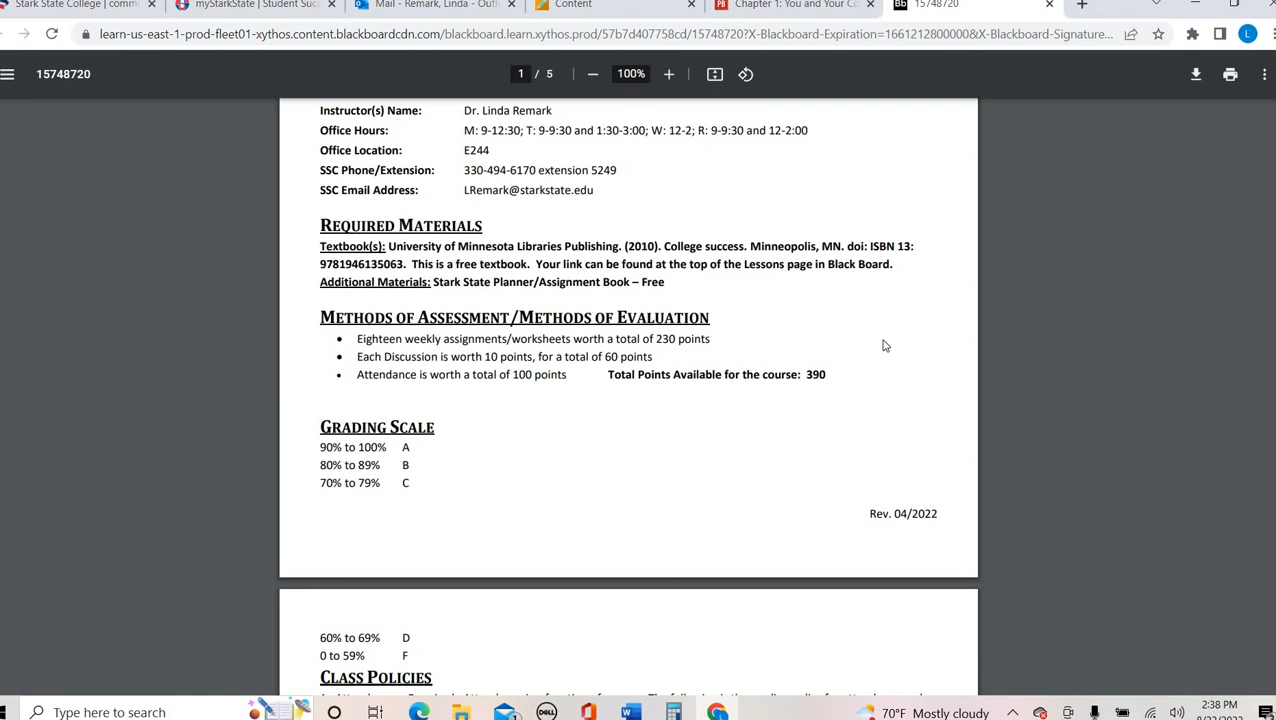 Stark State College | comm
myStarkState | Student Suc
Mail - Remark, Linda - Outlo
Content
PB Chapter 1: You and Your Co
Bb 15748720
learn-us-east-1-prod-fleet01-xythos.content.blackboardcdn.com/blackboard.learn.xythos.prod/57b7d407758cd/15748720?X-Blackboard-Expiration=1661212800000&X-Blackboard-Signature...
L
15748720
1 / 5
100%
Instructor(s) Name: Dr. Linda Remark
Office Hours: M: 9-12:30; T: 9-9:30 and 1:30-3:00; W: 12-2; R: 9-9:30 and 12-2:00
Office Location: E244
SSC Phone/Extension: 330-494-6170 extension 5249
SSC Email Address: LRemark@starkstate.edu
REQUIRED MATERIALS
Textbook(s): University of Minnesota Libraries Publishing. (2010). College success. Minneopolis, MN. doi: ISBN 13:
9781946135063. This is a free textbook. Your link can be found at the top of the Lessons page in Black Board.
Additional Materials: Stark State Planner/Assignment Book – Free
METHODS OF ASSESSMENT/METHODS OF EVALUATION
• Eighteen weekly assignments/worksheets worth a total of 230 points
• Each Discussion is worth 10 points, for a total of 60 points
• Attendance is worth a total of 100 points Total Points Available for the course: 390
GRADING SCALE
90% to 100% A
80% to 89% B
70% to 79% C
Rev. 04/2022
60% to 69% D
0 to 59% F
CLASS POLICIES
Type here to search
DELL
70°F Mostly cloudy
2:38 PM